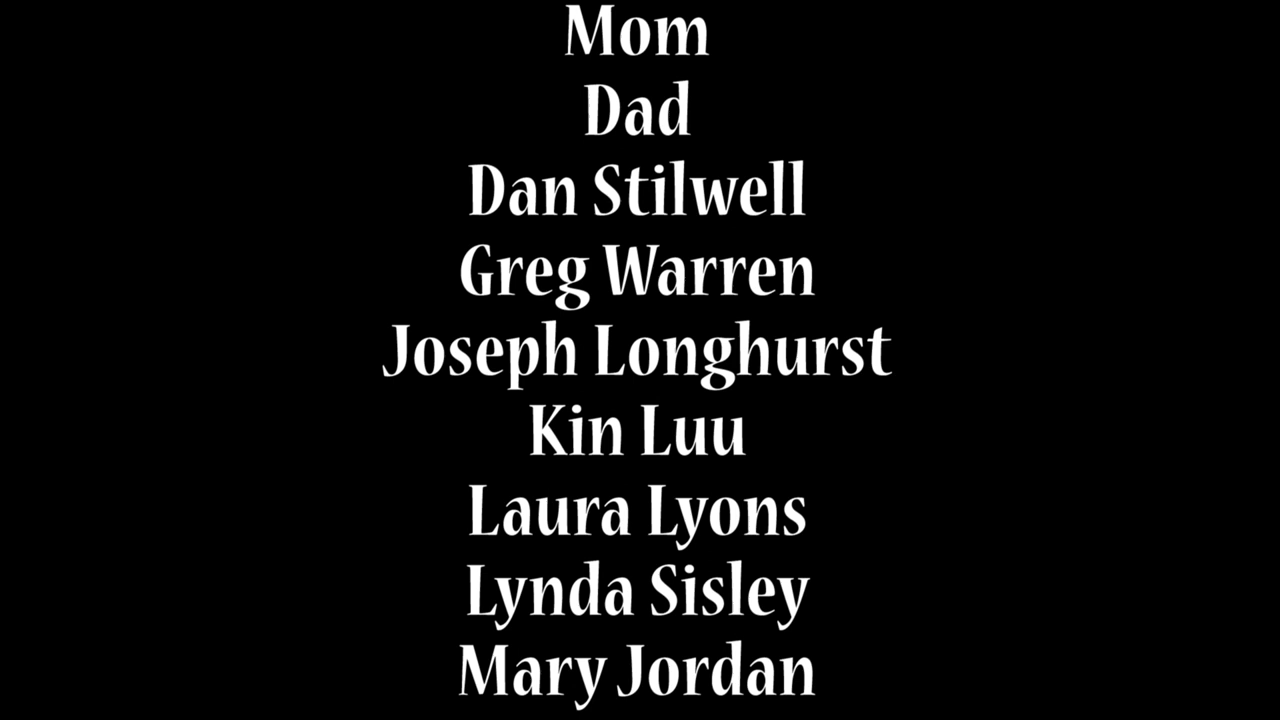 Mom
Dad
Dan Stilwell
Greg Warren
Joseph Longhurst
Kin Luu
Laura Lyons
Lynda Sisley
Mary Jordan